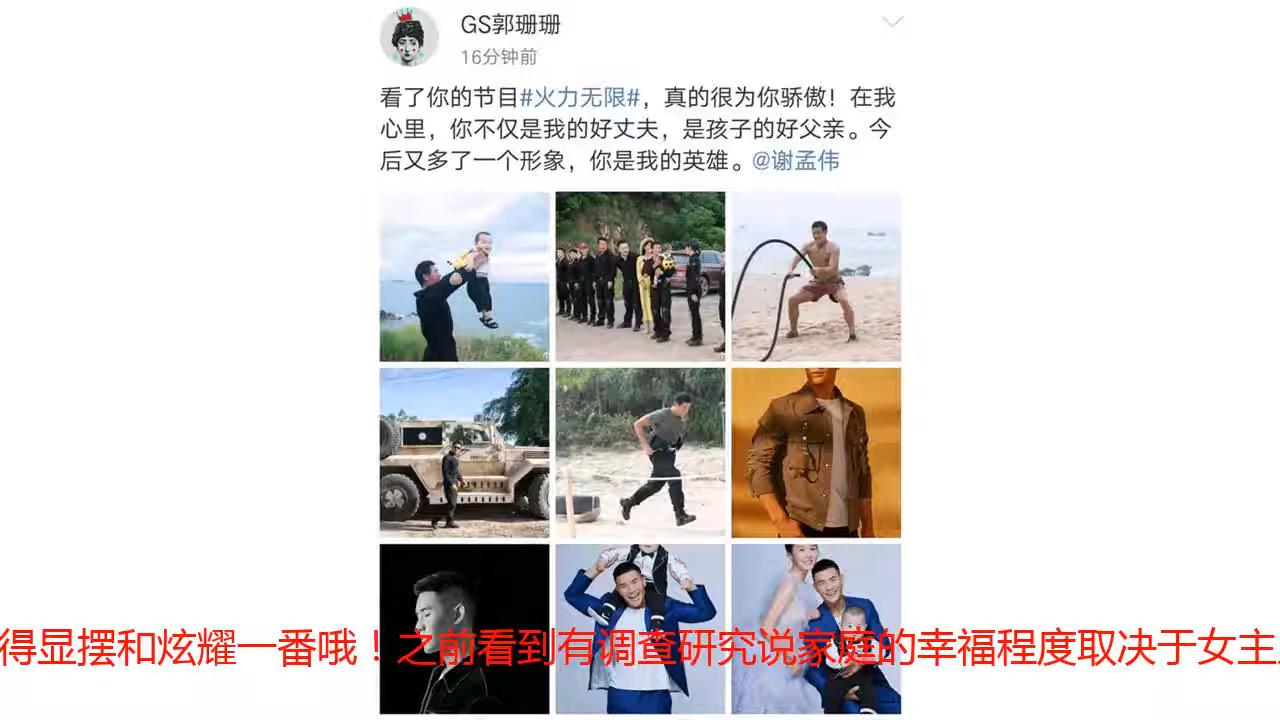 GS郭珊珊
16分钟前
看了你的节目#火力无限#，真的很为你骄傲！在我
心里，你不仅是我的好丈夫，是孩子的好父亲。今
后又多了一个形象，你是我的英雄。@谢孟伟
得显摆和炫耀一番哦！之前看到有调查研究说家庭的幸福程度取决于女主